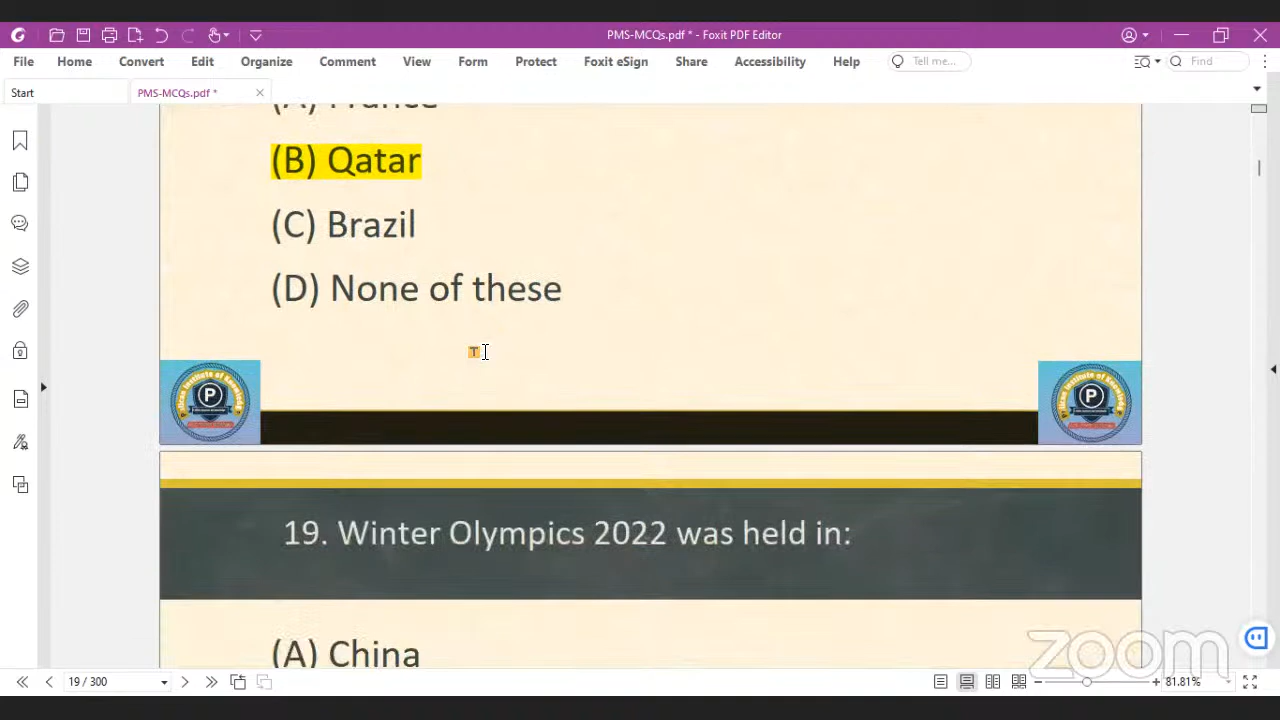 PMS-MCQs.pdf * - Foxit PDF Editor
File Home Convert Edit Organize Comment View Form Protect Foxit eSign Share Accessibility Help Tell me... Find
Start PMS-MCQs.pdf *
(A) France
(B) Qatar
(C) Brazil
(D) None of these
T
P
P
19. Winter Olympics 2022 was held in:
(A) China
zoom
19 / 300
81.81%